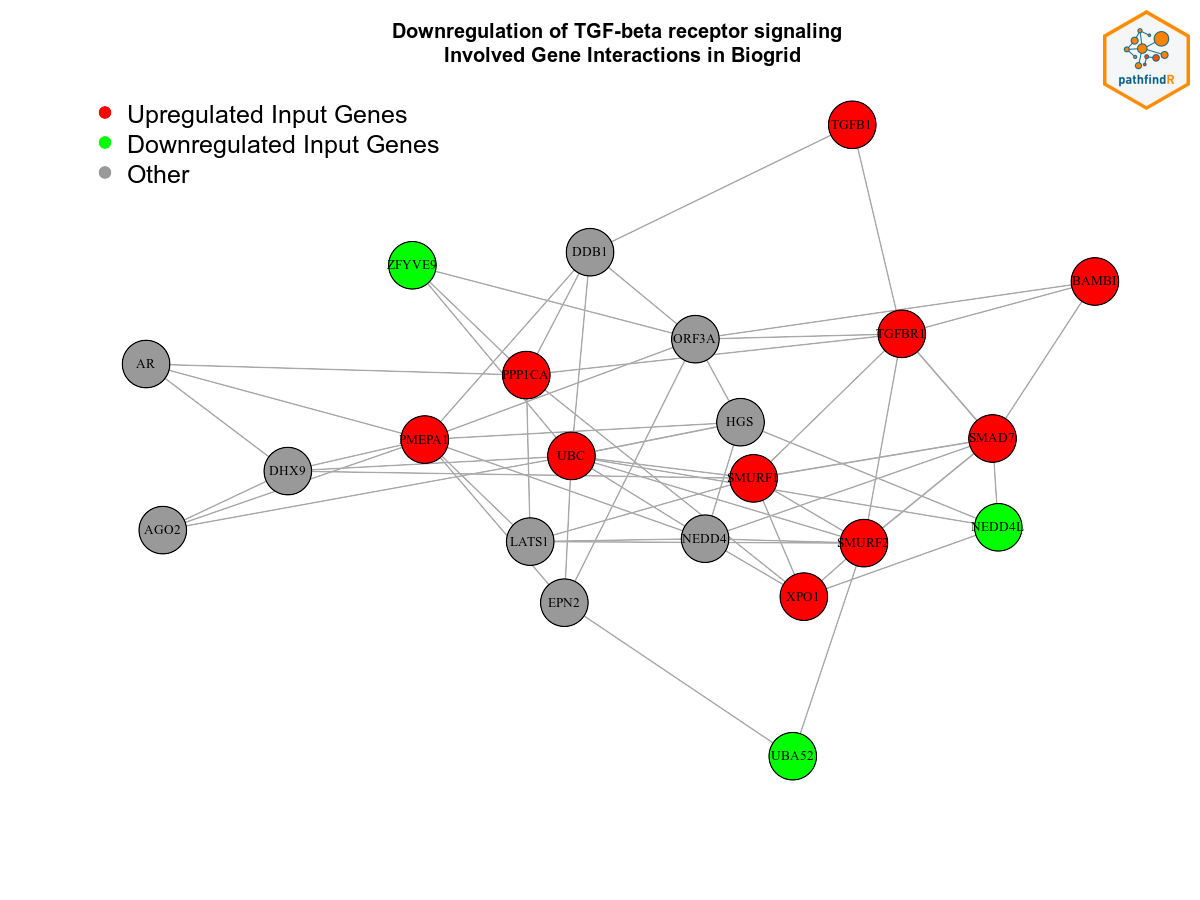 Downregulation of TGF-beta receptor signaling
Involved Gene Interactions in Biogrid
pathfindR
Upregulated Input Genes
Downregulated Input Genes
Other
TGFB1
DDB1
ZFYVE9
BAMBI
ORF3A
TGFBR1
AR
PPP1CA
HGS
PMEPA1
SMAD7
UBC
DHX9
SMURF1
AGO2
NEDD4L
LATS1
NEDD4
SMURF2
EPN2
XPO1
UBA52